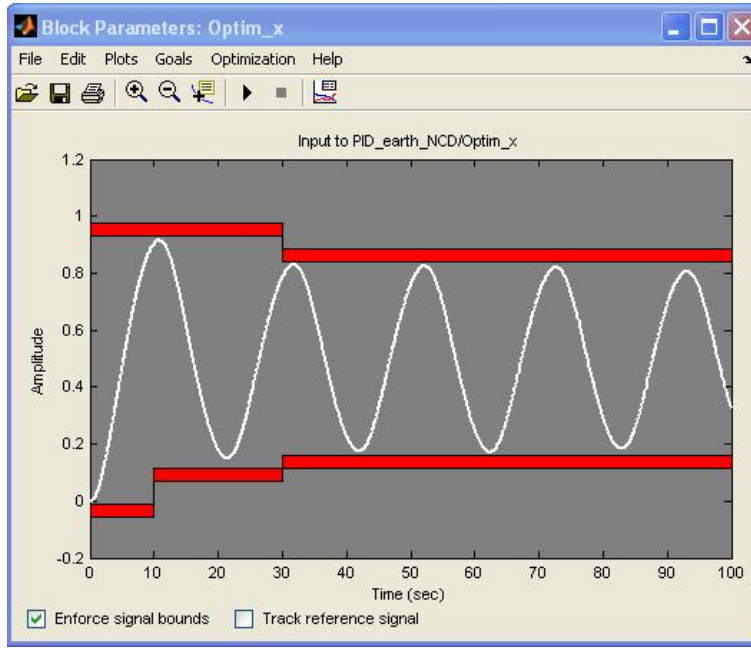 Block Parameters: Optim_x
File Edit Plots Goals Optimization Help
Input to PID_earth_NCD/Optim_x
1.2
1
0.8
0.6
0.4
0.2
0
-0.2
Amplitude
0 10 20 30 40 50 60 70 80 90 100
Time (sec)
Enforce signal bounds Track reference signal